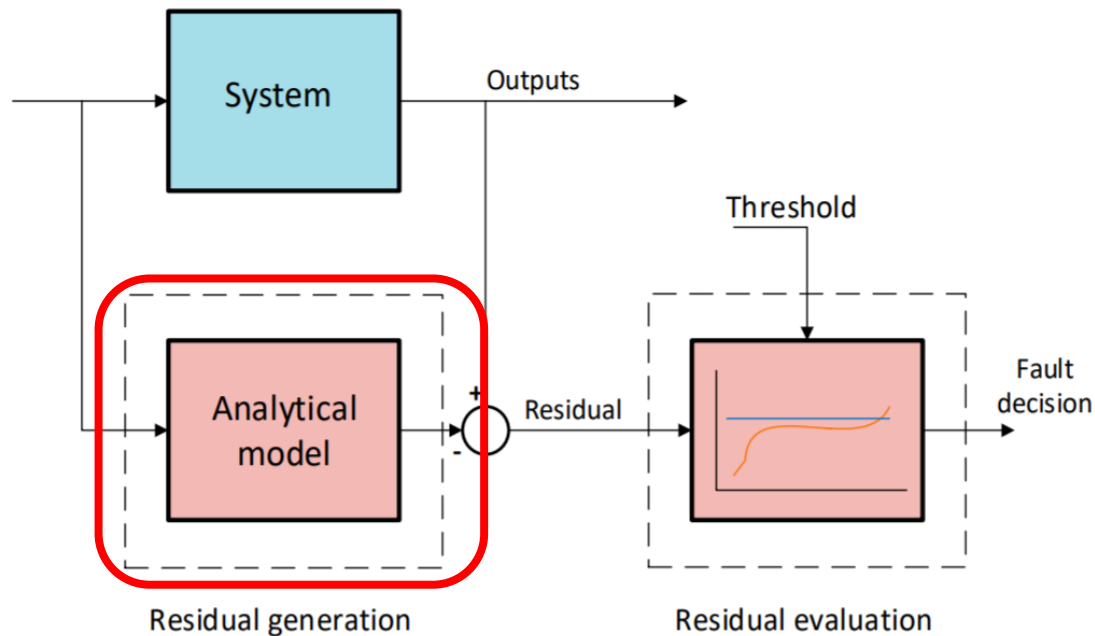 System
Outputs
Threshold
Analytical
model
+
-
Residual
Fault
decision
Residual generation
Residual evaluation